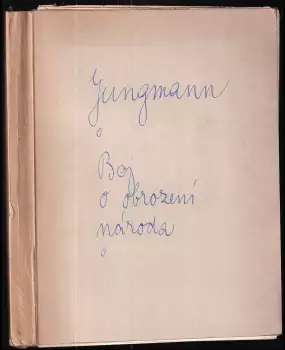 Jungmann
Boj
o obrození
národa